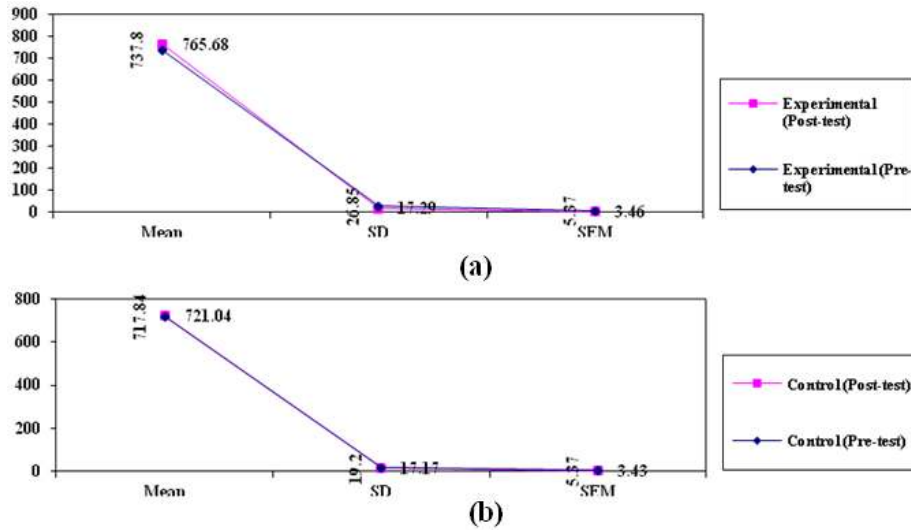 900
800
700
600
500
400
300
200
100
0
737.8
765.68
26.85
17.29
5.37
3.46
Mean
SD
SEM
Experimental
(Post-test)
Experimental (Pre-
test)
(a)
800
600
400
200
0
717.84
721.04
19.2
17.17
5.37
3.43
Mean
SD
SEM
Control (Post-test)
Control (Pre-test)
(b)